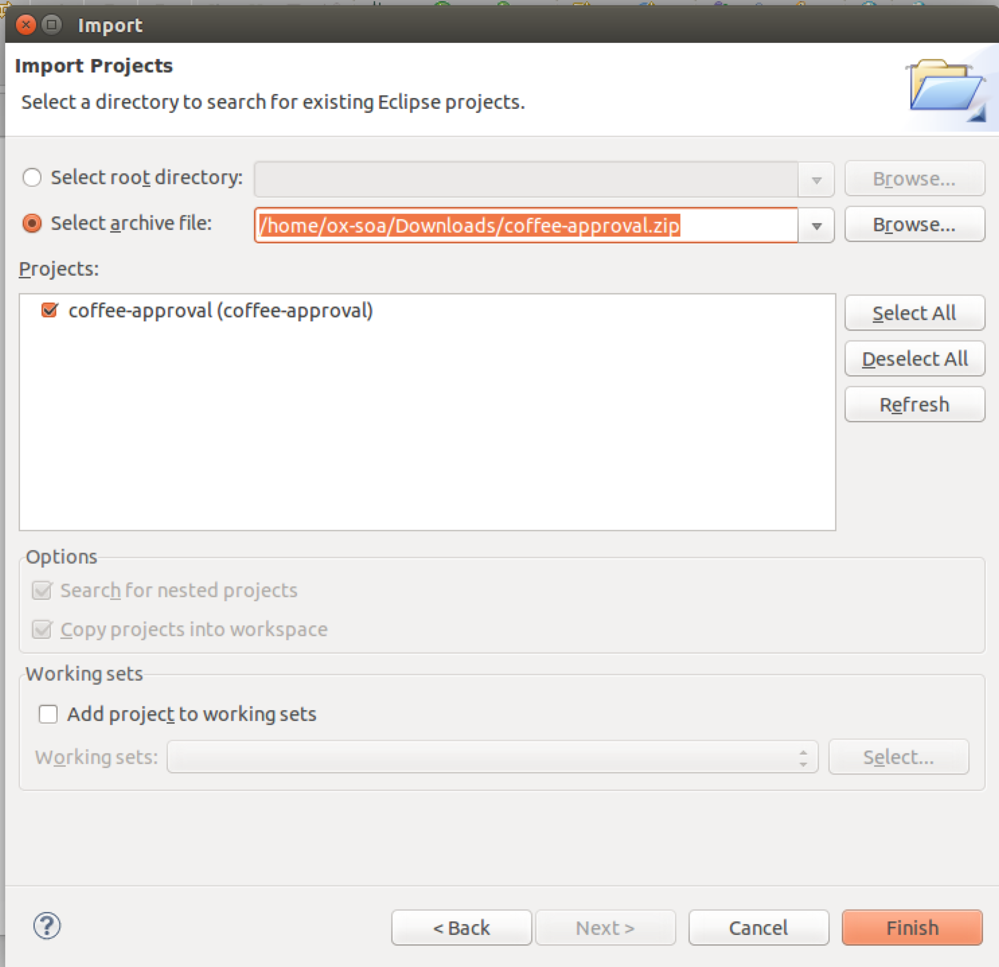 Import
Import Projects
Select a directory to search for existing Eclipse projects.
Select root directory:
Browse...
Select archive file:
/home/ox-soa/Downloads/coffee-approval.zip
Browse...
Projects:
coffee-approval (coffee-approval)
Select All
Deselect All
Refresh
Options
Search for nested projects
Copy projects into workspace
Working sets
Add project to working sets
Working sets:
Select...
?
< Back
Next >
Cancel
Finish